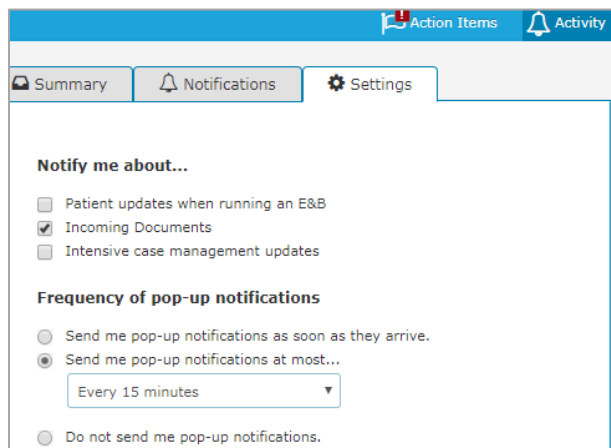 Action Items Activity
Summary Notifications Settings
Notify me about...
Patient updates when running an E&B
Incoming Documents
Intensive case management updates
Frequency of pop-up notifications
Send me pop-up notifications as soon as they arrive.
Send me pop-up notifications at most...
Every 15 minutes
Do not send me pop-up notifications.